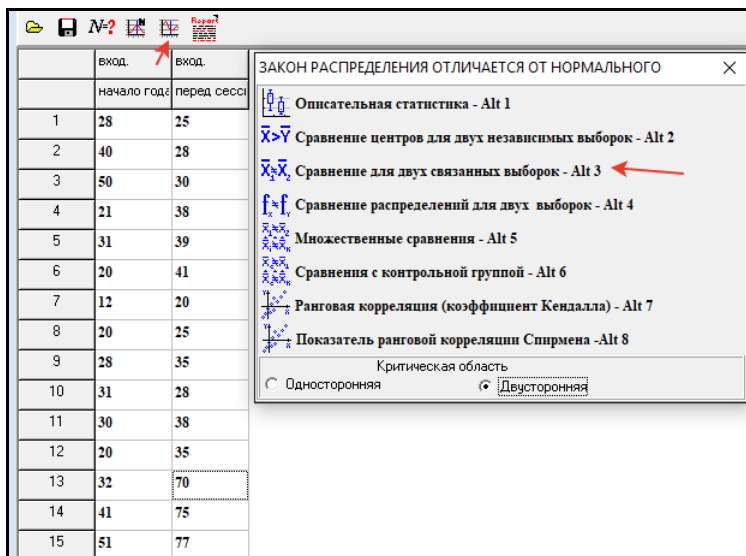 N=? Report
вход. вход.
начало года перед сесси
1 28 25
2 40 28
3 50 30
4 21 38
5 31 39
6 20 41
7 12 20
8 20 25
9 28 35
10 31 28
11 30 38
12 20 35
13 32 70
14 41 75
15 51 77
ЗАКОН РАСПРЕДЕЛЕНИЯ ОТЛИЧАЕТСЯ ОТ НОРМАЛЬНОГО
Описательная статистика - Alt 1
X>Y Сравнение центров для двух независимых выборок - Alt 2
Сравнение для двух связанных выборок - Alt 3
Сравнение распределений для двух выборок - Alt 4
Множественные сравнения - Alt 5
Сравнения с контрольной группой - Alt 6
Ранговая корреляция (коэффициент Кендалла) - Alt 7
Показатель ранговой корреляции Спирмена -Alt 8
Критическая область
Односторонняя Двусторонняя